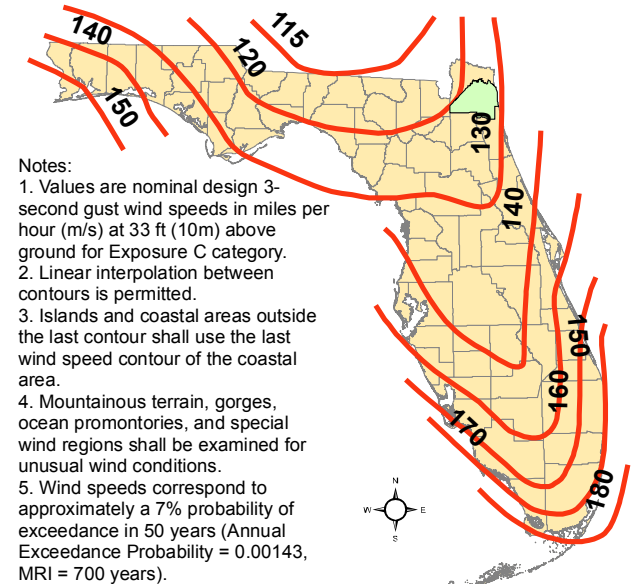 115
140
120
150
130
Notes:
1. Values are nominal design 3-
second gust wind speeds in miles per
hour (m/s) at 33 ft (10m) above
ground for Exposure C category.
2. Linear interpolation between
contours is permitted.
3. Islands and coastal areas outside
the last contour shall use the last
wind speed contour of the coastal
area.
4. Mountainous terrain, gorges,
ocean promontories, and special
wind regions shall be examined for
unusual wind conditions.
5. Wind speeds correspond to
approximately a 7% probability of
exceedance in 50 years (Annual
Exceedance Probability = 0.00143,
MRI = 700 years).
140
150
160
170
180
N
W E
S